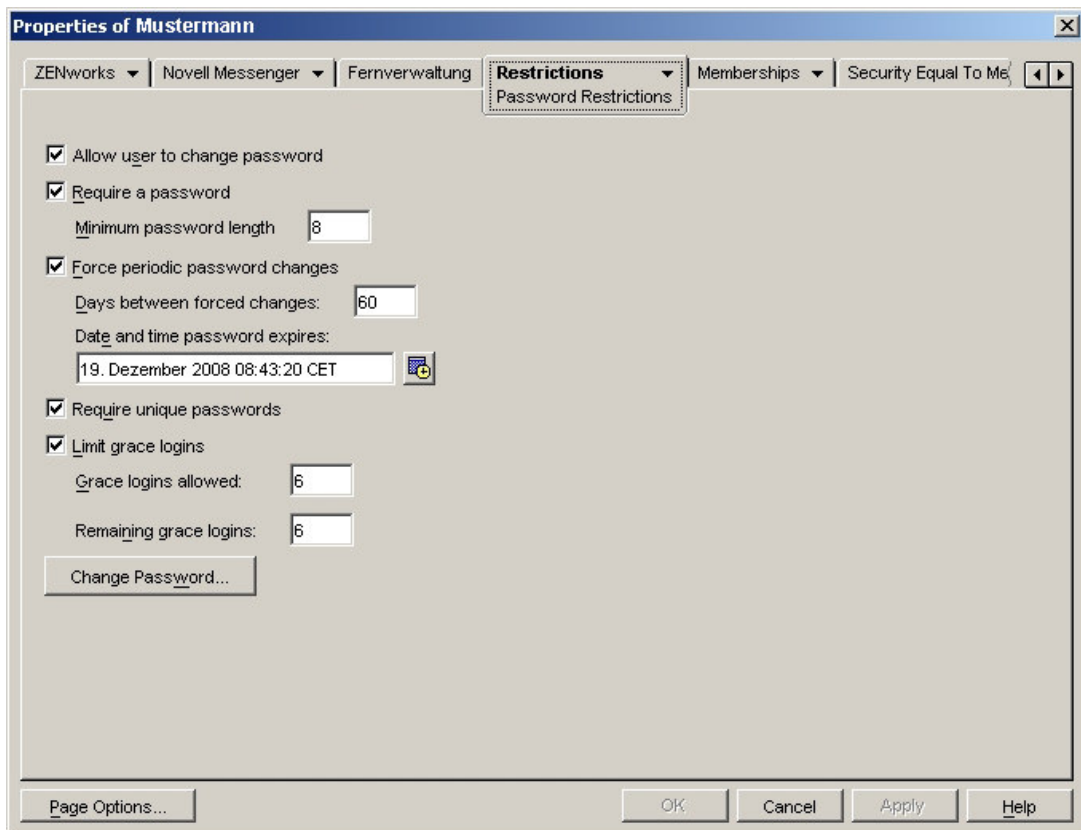 Properties of Mustermann
ZENworks Novell Messenger Fernverwaltung Restrictions Memberships Security Equal To Me
Password Restrictions
Allow user to change password
Require a password
Minimum password length 8
Force periodic password changes
Days between forced changes: 60
Date and time password expires:
19. Dezember 2008 08:43:20 CET
Require unique passwords
Limit grace logins
Grace logins allowed: 6
Remaining grace logins: 6
Change Password...
Page Options... OK Cancel Apply Help